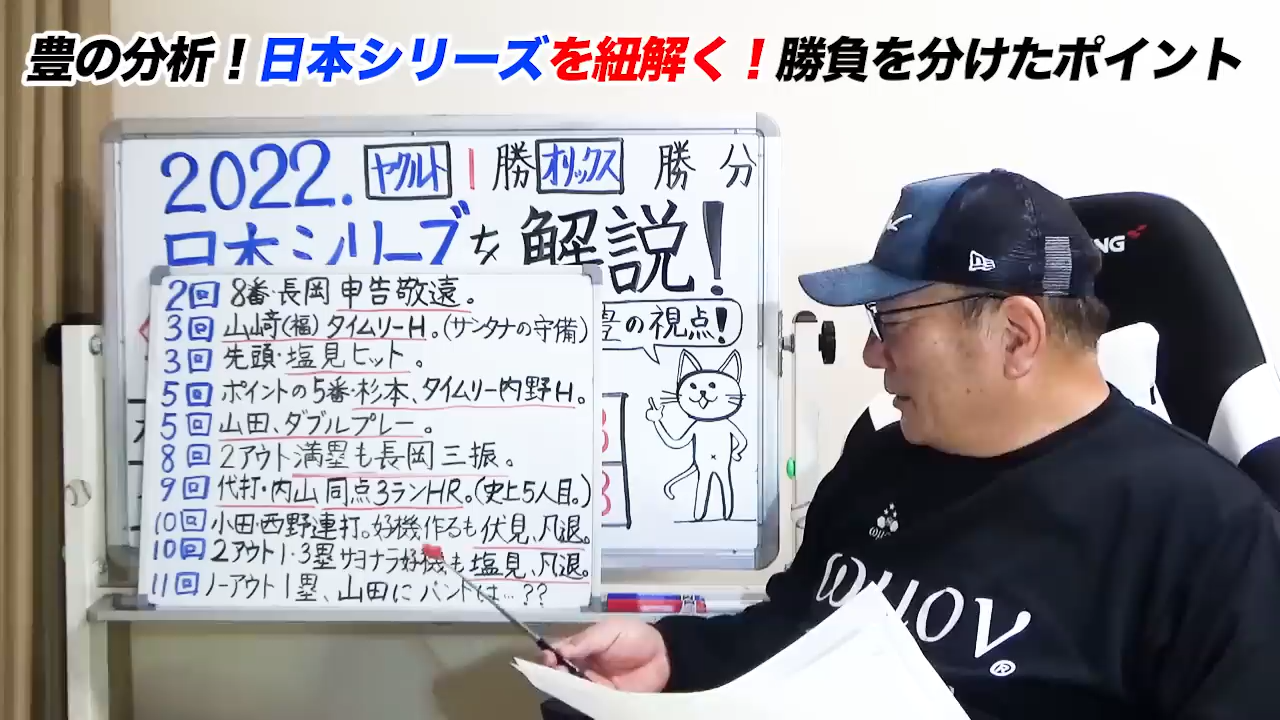 豊の分析！日本シリーズを紐解く！勝負を分けたポイント
2022. ヤクルト 1勝 オリックス 勝 分
日本シリーズを解説！
豊の視点！
2回 8番・長岡 申告敬遠。
3回 山﨑(福)タイムリーH。(サンタナの守備)
3回 先頭・塩見ヒット。
5回 ポイントの5番・杉本、タイムリー内野H。
5回 山田、ダブルプレー。
8回 2アウト満塁も長岡三振。
9回 代打・内山 同点3ランHR。(史上5人目。)
10回 小田・西野連打。好機作るも伏見、凡退。
10回 2アウト1・3塁サヨナラ好機も塩見、凡退。
11回 ノーアウト1塁、山田にバントは…??
NG
WUOV
®